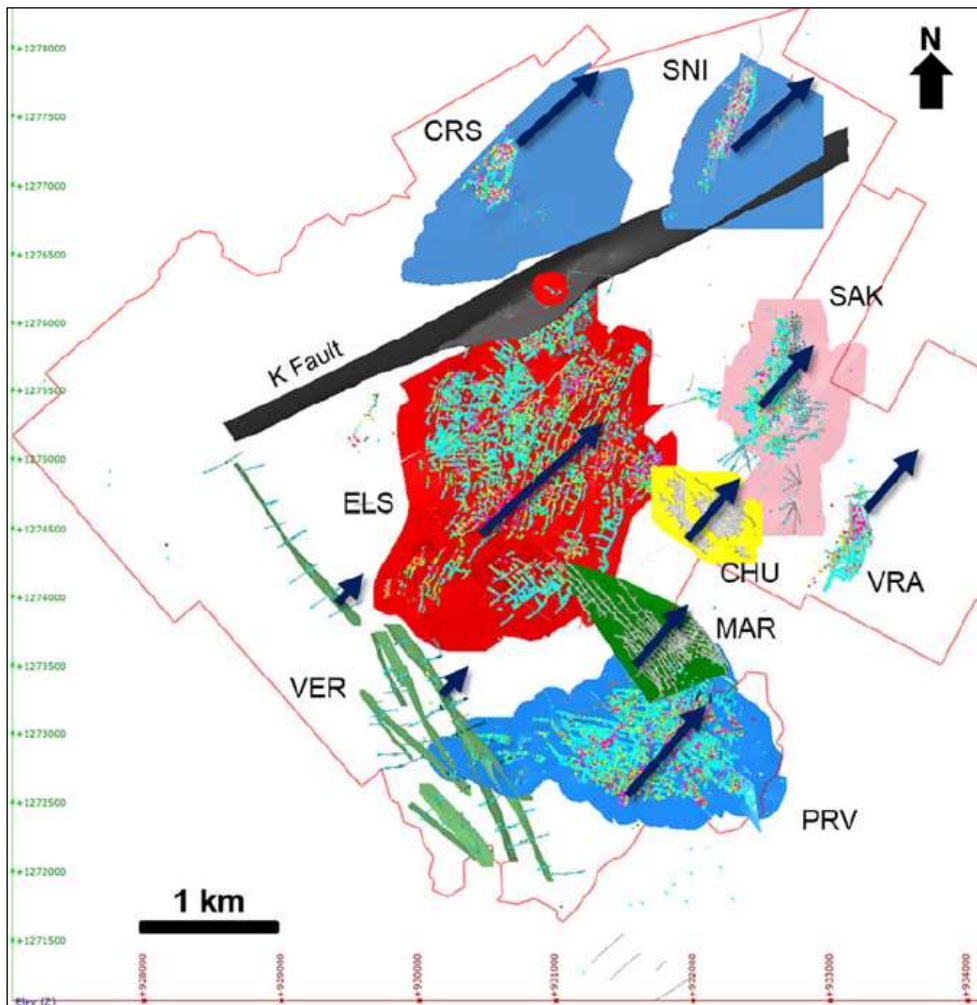 +1278000
SNI
N
+1277500
CRS
+1277000
+1276500
SAK
+1276000
K Fault
+1275500
+1275000
ELS
+1274500
CHU
VRA
+1274000
MAR
+1273500
VER
+1273000
+1272500
PRV
+1272000
1 km
+1271500
Elev (Z)
+928000
+929000
+930000
+931000
+932000
+933000
+934000